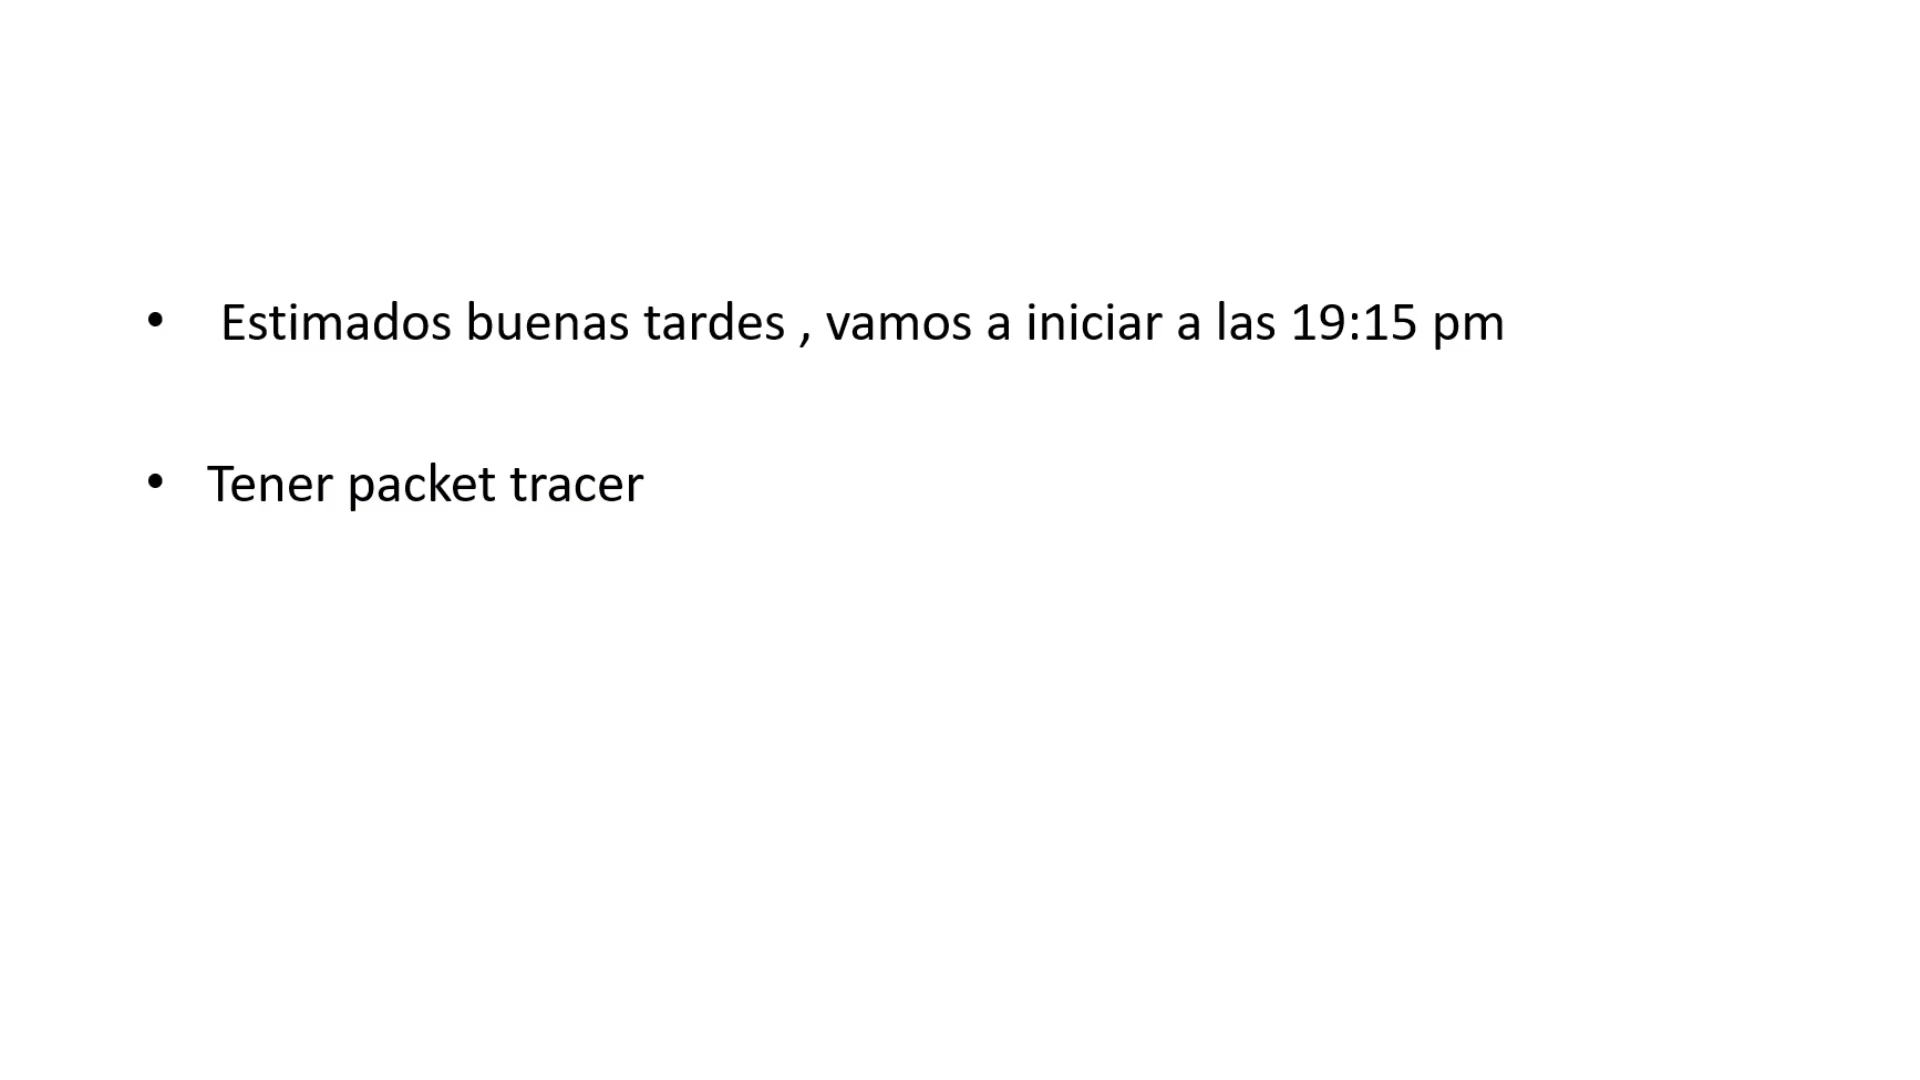 • Estimados buenas tardes , vamos a iniciar a las 19:15 pm
• Tener packet tracer